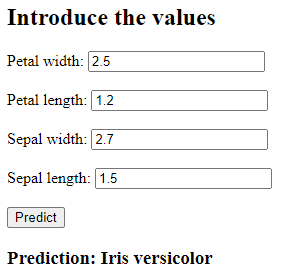 Introduce the values
Petal width: 2.5
Petal length: 1.2
Sepal width: 2.7
Sepal length: 1.5
Predict
Prediction: Iris versicolor